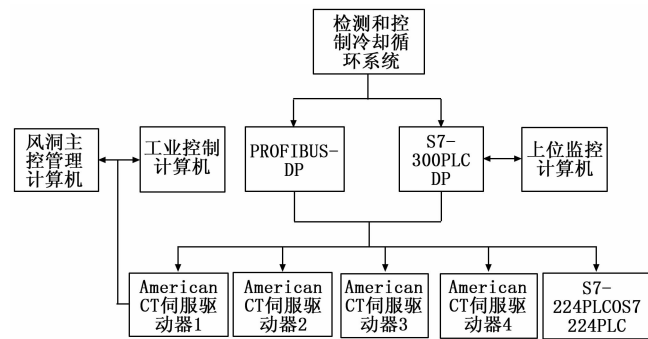 检测和控
制冷却循
环系统
风洞主
控管理
计算机
工业控制
计算机
PROFIBUS-
DP
S7-
300PLC
DP
上位监控
计算机
American
CT伺服驱
动器1
American
CT伺服驱
动器2
American
CT伺服驱
动器3
American
CT伺服驱
动器4
S7-
224PLCOS7
224PLC